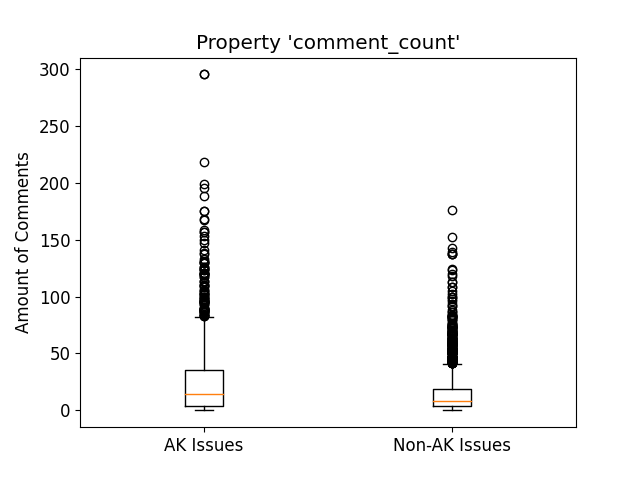 Property 'comment_count'
Amount of Comments
300
250
200
150
100
50
0
AK Issues
Non-AK Issues